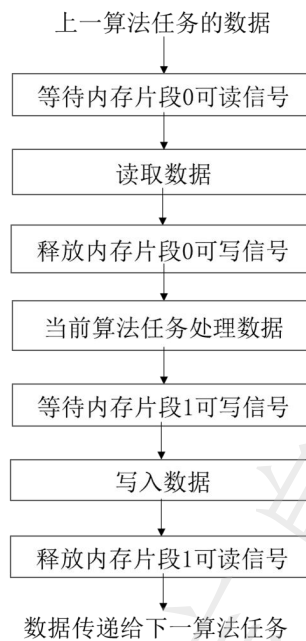 上一算法任务的数据
等待内存片段0可读信号
读取数据
释放内存片段0可写信号
当前算法任务处理数据
等待内存片段1可写信号
写入数据
释放内存片段1可读信号
数据传递给下一算法任务